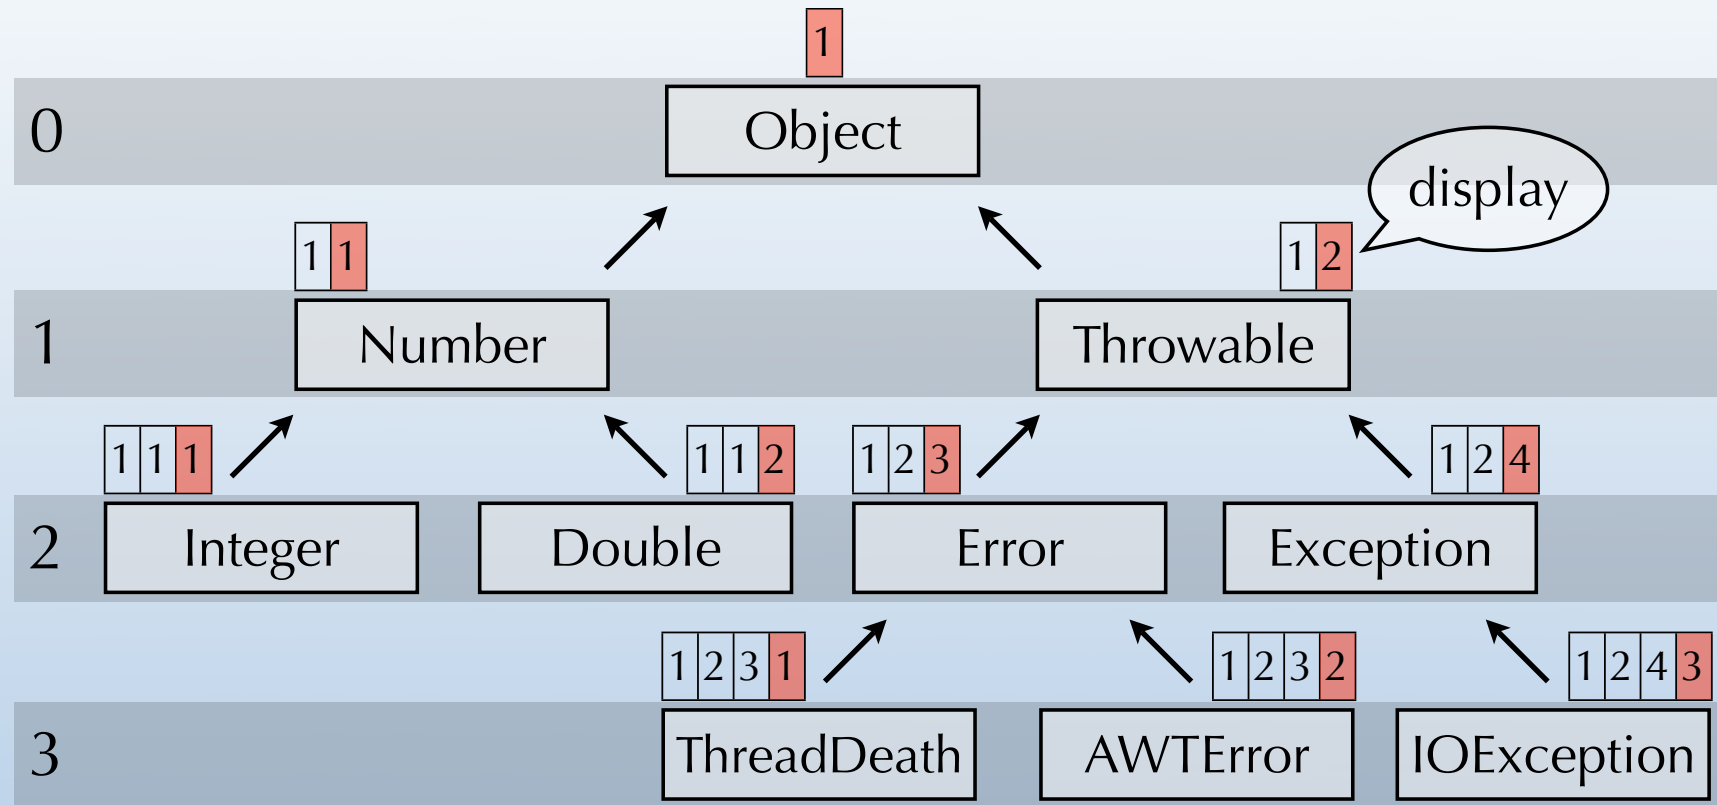 1
0 Object
display
1 1
1 2
1 Number Throwable
1 1 1
1 1 2
1 2 3
1 2 4
2 Integer Double Error Exception
1 2 3 1
1 2 3 2
1 2 4 3
3 ThreadDeath AWTError IOException